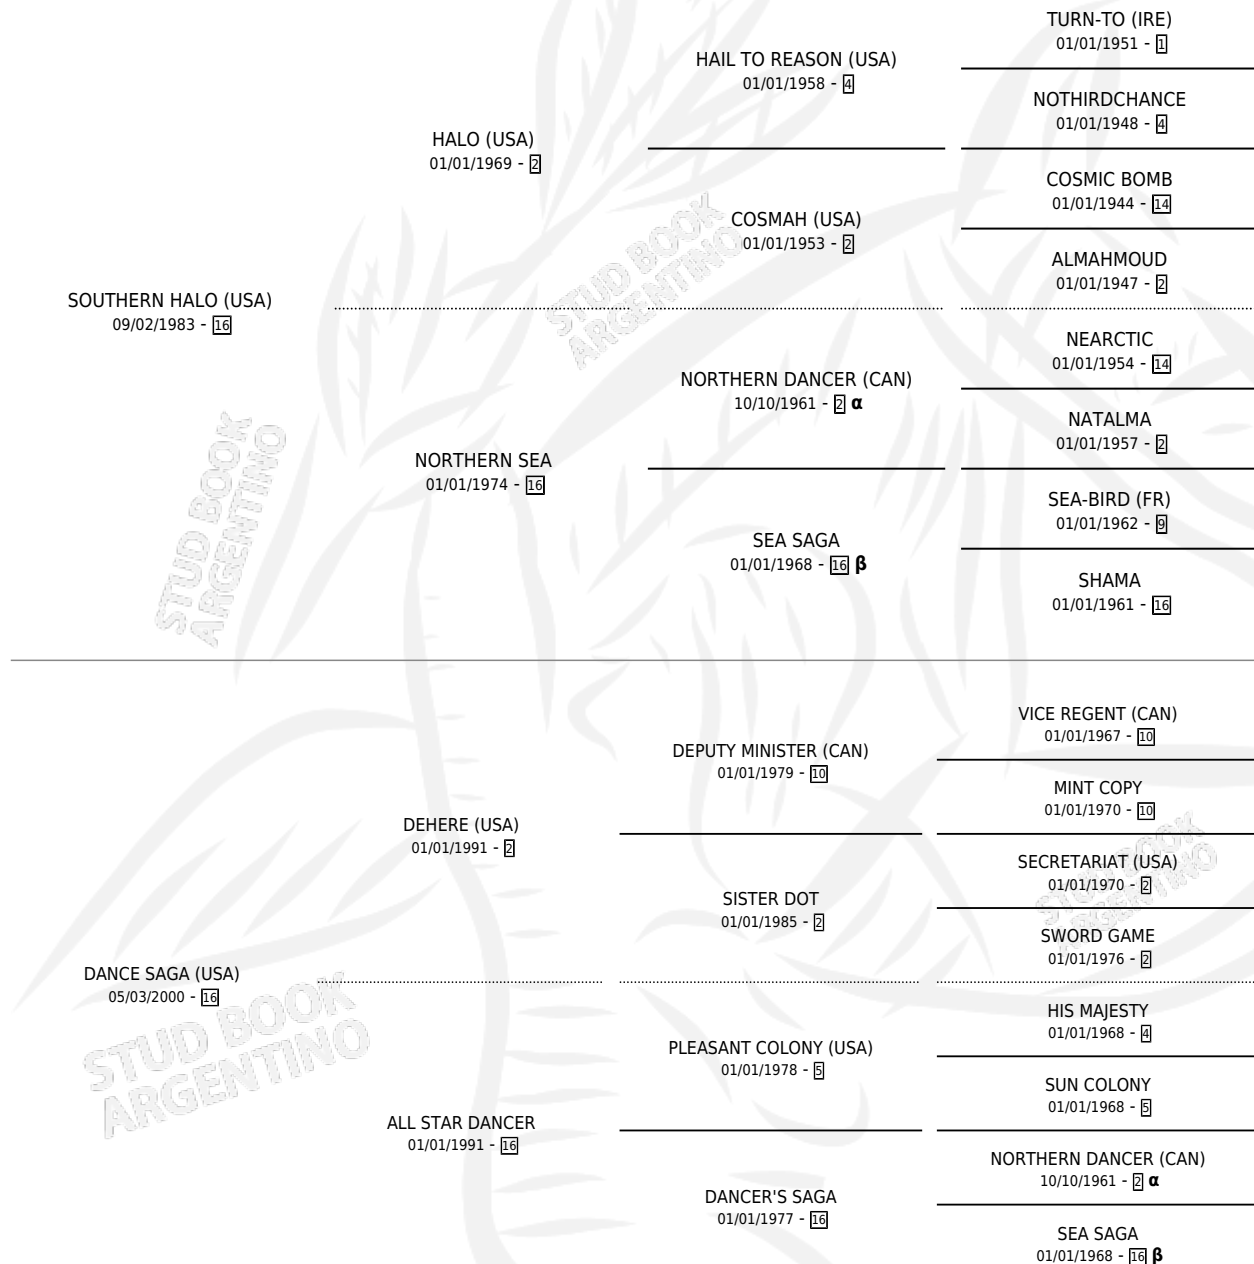 TURN-TO (IRE)
01/01/1951 - 1
HAIL TO REASON (USA)
01/01/1958 - 4
NOTHIRDCHANCE
01/01/1948 - 4
HALO (USA)
01/01/1969 - 2
COSMIC BOMB
01/01/1944 - 14
COSMAH (USA)
01/01/1953 - 2
ALMAHMOUD
01/01/1947 - 2
SOUTHERN HALO (USA)
09/02/1983 - 16
STUD BOOK
ARGENTINO
NEARCTIC
01/01/1954 - 14
NORTHERN DANCER (CAN)
10/10/1961 - 2 α
NATALMA
01/01/1957 - 2
NORTHERN SEA
01/01/1974 - 16
SEA-BIRD (FR)
01/01/1962 - 9
SEA SAGA
01/01/1968 - 16 β
SHAMA
01/01/1961 - 16
STUD BOOK
ARGENTINO
VICE REGENT (CAN)
01/01/1967 - 10
DEPUTY MINISTER (CAN)
01/01/1979 - 10
MINT COPY
01/01/1970 - 10
DEHERE (USA)
01/01/1991 - 2
SECRETARIAT (USA)
01/01/1970 - 2
SISTER DOT
01/01/1985 - 2
SWORD GAME
01/01/1976 - 2
STUD BOOK
ARGENTINO
DANCE SAGA (USA)
05/03/2000 - 16
STUD BOOK
ARGENTINO
HIS MAJESTY
01/01/1968 - 4
PLEASANT COLONY (USA)
01/01/1978 - 5
SUN COLONY
01/01/1968 - 5
ALL STAR DANCER
01/01/1991 - 16
NORTHERN DANCER (CAN)
10/10/1961 - 2 α
DANCER'S SAGA
01/01/1977 - 16
SEA SAGA
01/01/1968 - 16 β